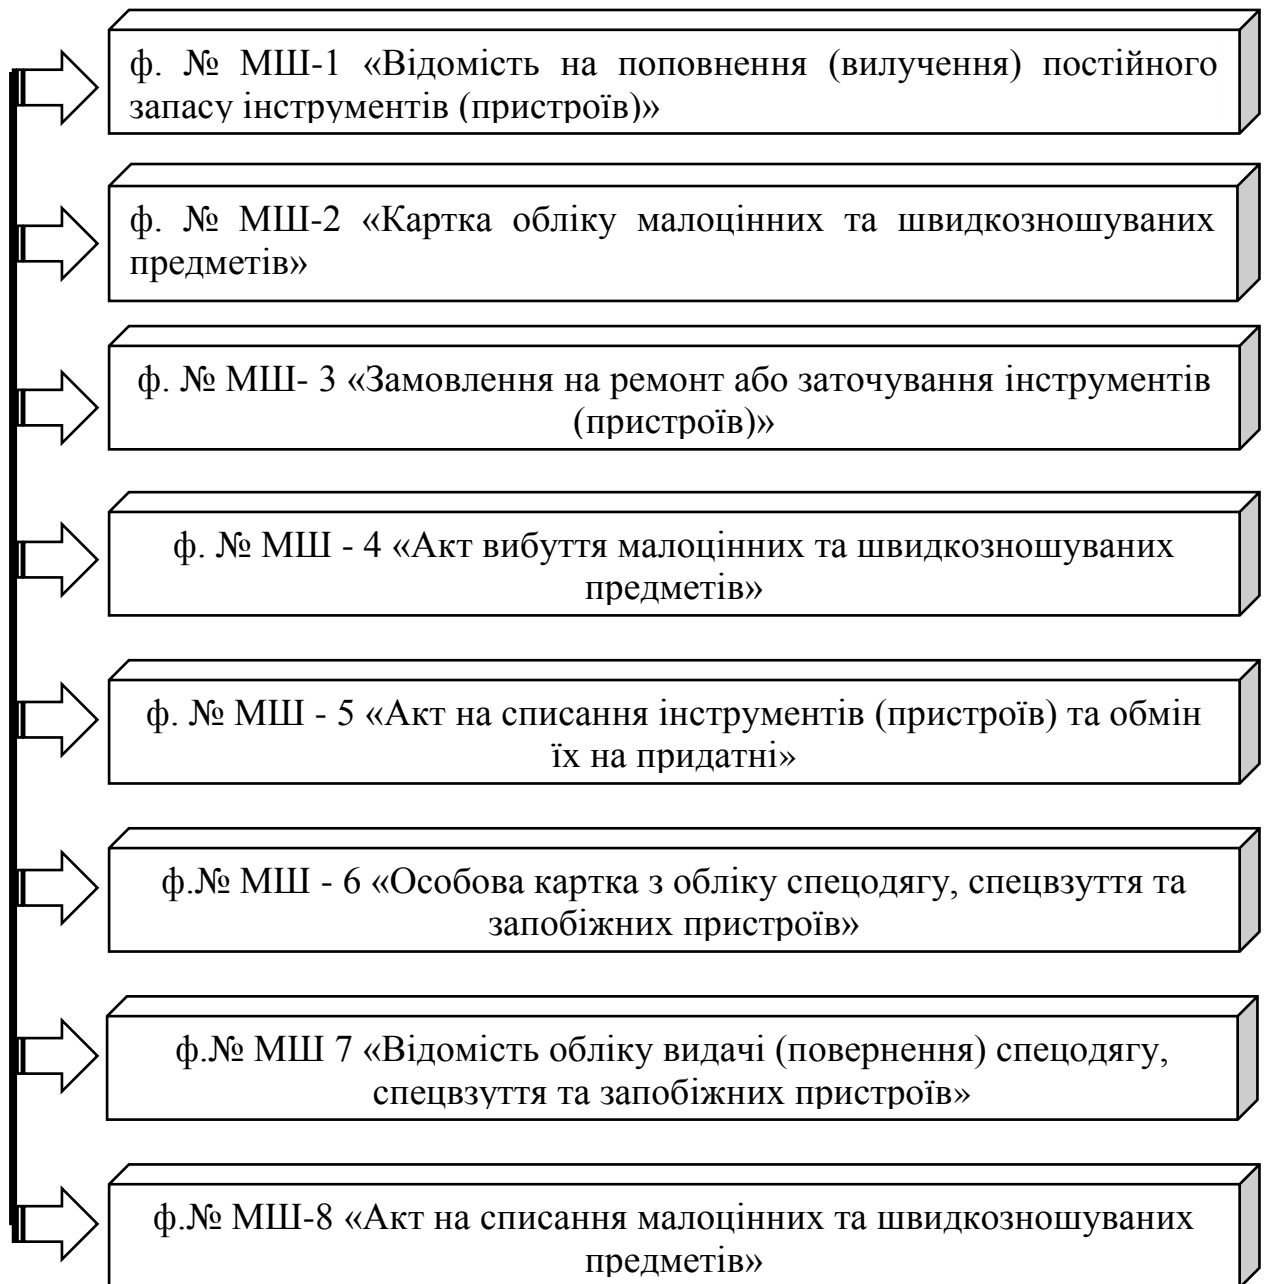 ф. № МШ-1 «Відомість на поповнення (вилучення) постійного
запасу інструментів (пристроїв)»
ф. № МШ-2 «Картка обліку малоцінних та швидкозношуваних
предметів»
ф. № МШ- 3 «Замовлення на ремонт або заточування інструментів
(пристроїв)»
ф. № МШ - 4 «Акт вибуття малоцінних та швидкозношуваних
предметів»
ф. № МШ - 5 «Акт на списання інструментів (пристроїв) та обмін
їх на придатні»
ф.№ МШ - 6 «Особова картка з обліку спецодягу, спецвзуття та
запобіжних пристроїв»
ф.№ МШ 7 «Відомість обліку видачі (повернення) спецодягу,
спецвзуття та запобіжних пристроїв»
ф.№ МШ-8 «Акт на списання малоцінних та швидкозношуваних
предметів»